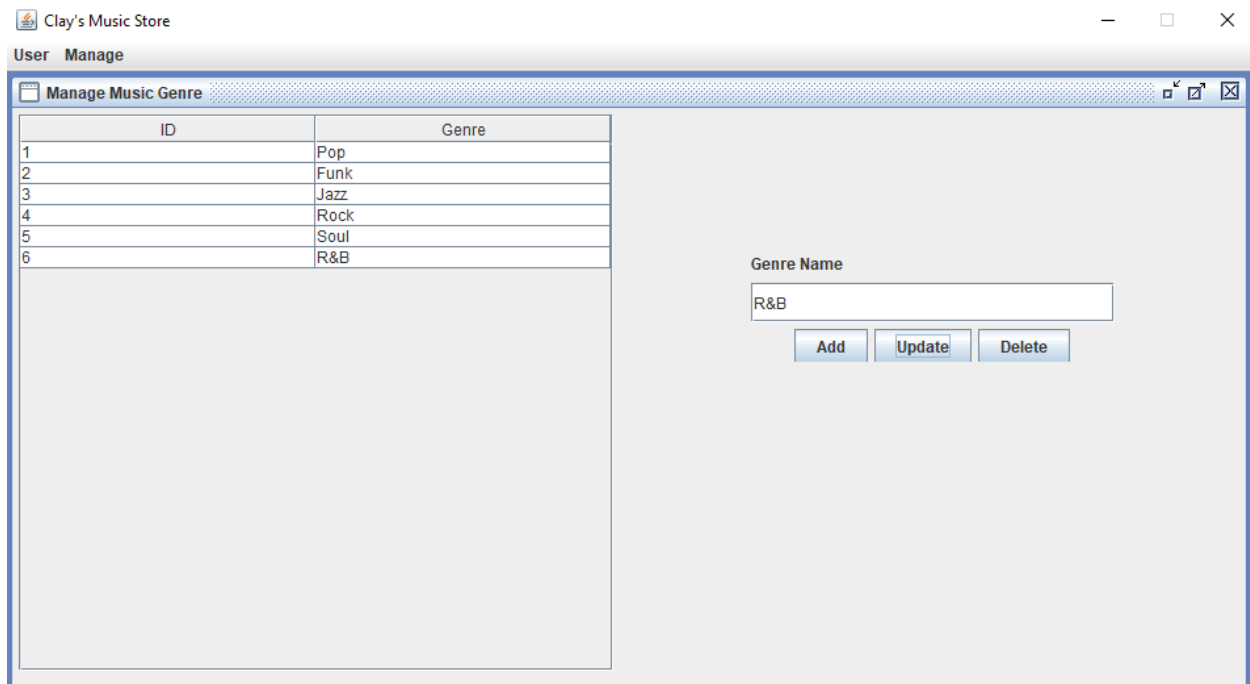 Clay's Music Store
User Manage
Manage Music Genre
ID Genre
1 Pop
2 Funk
3 Jazz
4 Rock
5 Soul
6 R&B
Genre Name
R&B
Add Update Delete